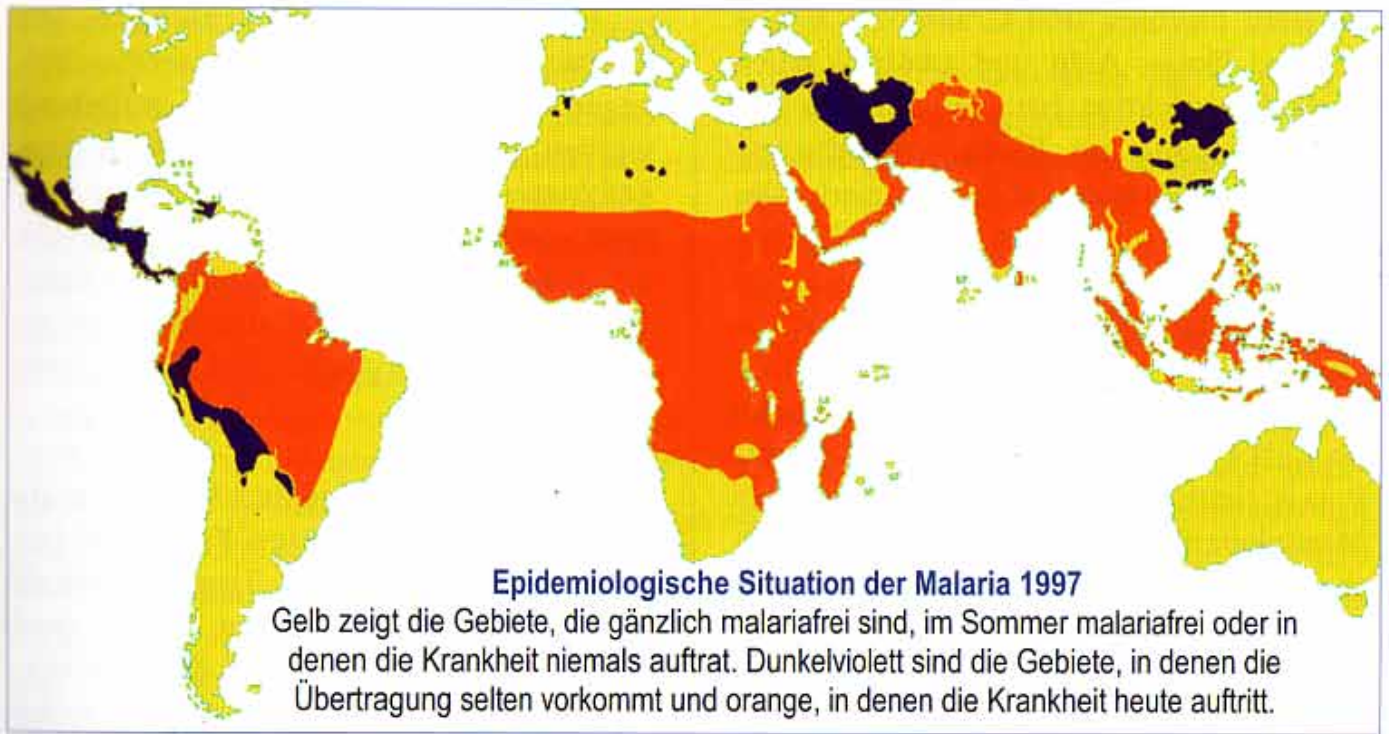 Epidemiologische Situation der Malaria 1997
Gelb zeigt die Gebiete, die gänzlich malariafrei sind, im Sommer malariafrei oder in
denen die Krankheit niemals auftrat. Dunkelviolett sind die Gebiete, in denen die
Übertragung selten vorkommt und orange, in denen die Krankheit heute auftritt.